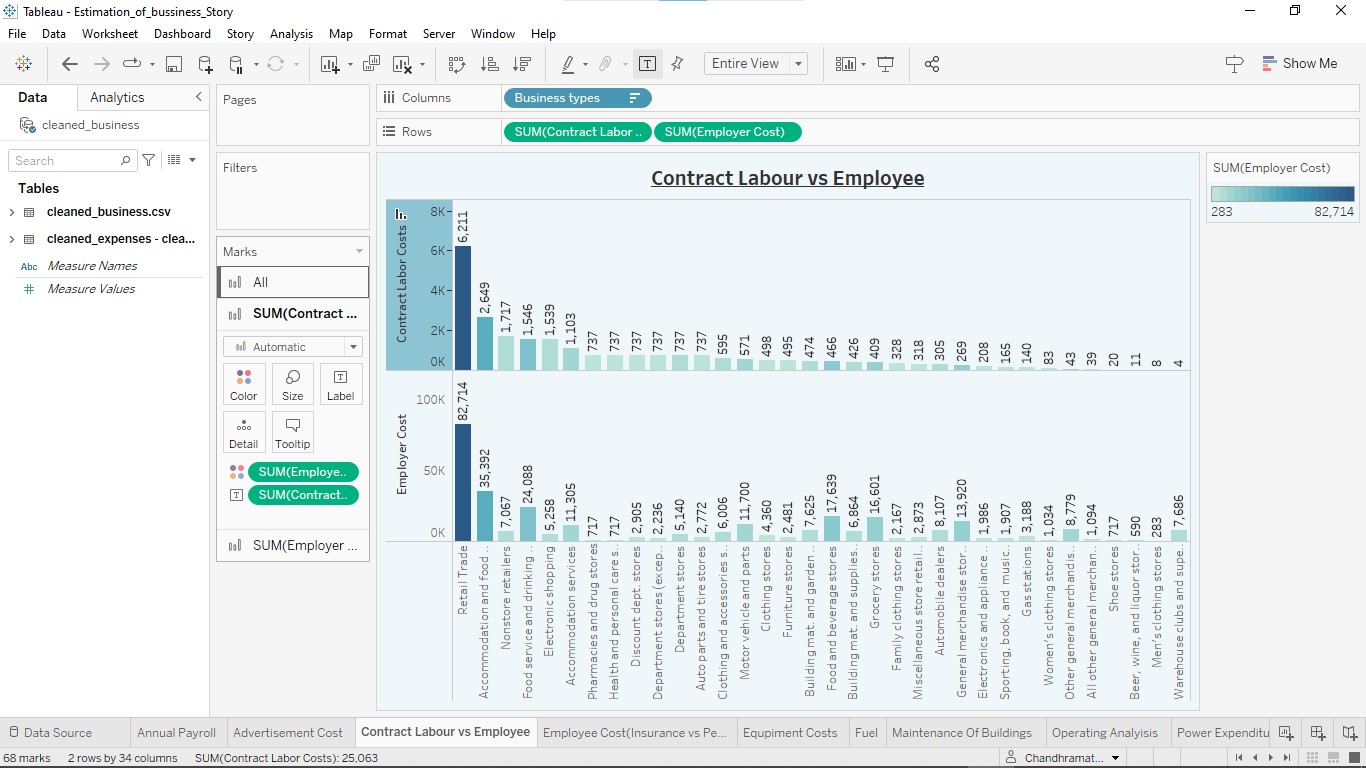 Tableau - Estimation_of_bussiness_Story
File Data Worksheet Dashboard Story Analysis Map Format Server Window Help
Entire View
Show Me
Data Analytics
cleaned_business
Search
Tables
cleaned_business.csv
cleaned_expenses - clea...
Abc Measure Names
# Measure Values
Pages
Filters
Marks
All
SUM(Contract ...
Automatic
Color Size Label
Detail Tooltip
SUM(Employe..
SUM(Contract..
SUM(Employer ...
Columns Business types
Rows SUM(Contract Labor .. SUM(Employer Cost)
Contract Labour vs Employee
Contract Labor Costs
8K
6K
4K
2K
0K
6,211 2,649 1,717 1,546 1,539 1,103 737 737 737 737 737 737 595 571 498 495 474 466 426 409 328 318 305 269 208 165 140 83 43 39 20 11 8 4
Employer Cost
100K
50K
0K
82,714 35,392 7,067 24,088 5,258 11,305 717 717 2,905 2,236 5,140 2,772 6,006 11,700 4,360 2,481 7,625 17,639 6,864 16,601 2,167 2,873 8,107 13,920 1,986 1,907 3,188 1,034 8,779 1,094 717 590 283 7,686
Retail Trade
Accommodation and food ..
Nonstore retailers
Food service and drinking ..
Electronic shopping
Accommodation services
Pharmacies and drug stores
Health and personal care s..
Discount dept. stores
Department stores (excep..
Department stores
Auto parts and tire stores
Clothing and accessories s..
Motor vehicle and parts
Clothing stores
Furniture stores
Building mat. and garden ..
Food and beverage stores
Building mat. and supplies..
Grocery stores
Family clothing stores
Miscellaneous store retail..
Automobile dealers
General merchandise stor..
Electronics and appliance ..
Sporting, book, and music..
Gas stations
Women's clothing stores
Other general merchandis..
All other general merchan..
Shoe stores
Beer, wine, and liquor stor..
Men's clothing stores
Warehouse clubs and supe..
SUM(Employer Cost)
283 82,714
Data Source Annual Payroll Advertisement Cost Contract Labour vs Employee Employee Cost(Insurance vs Pe... Equpiment Costs Fuel Maintenance Of Buildings Operating Analyisis Power Expenditu
68 marks 2 rows by 34 columns SUM(Contract Labor Costs): 25,063 Chandhramat...